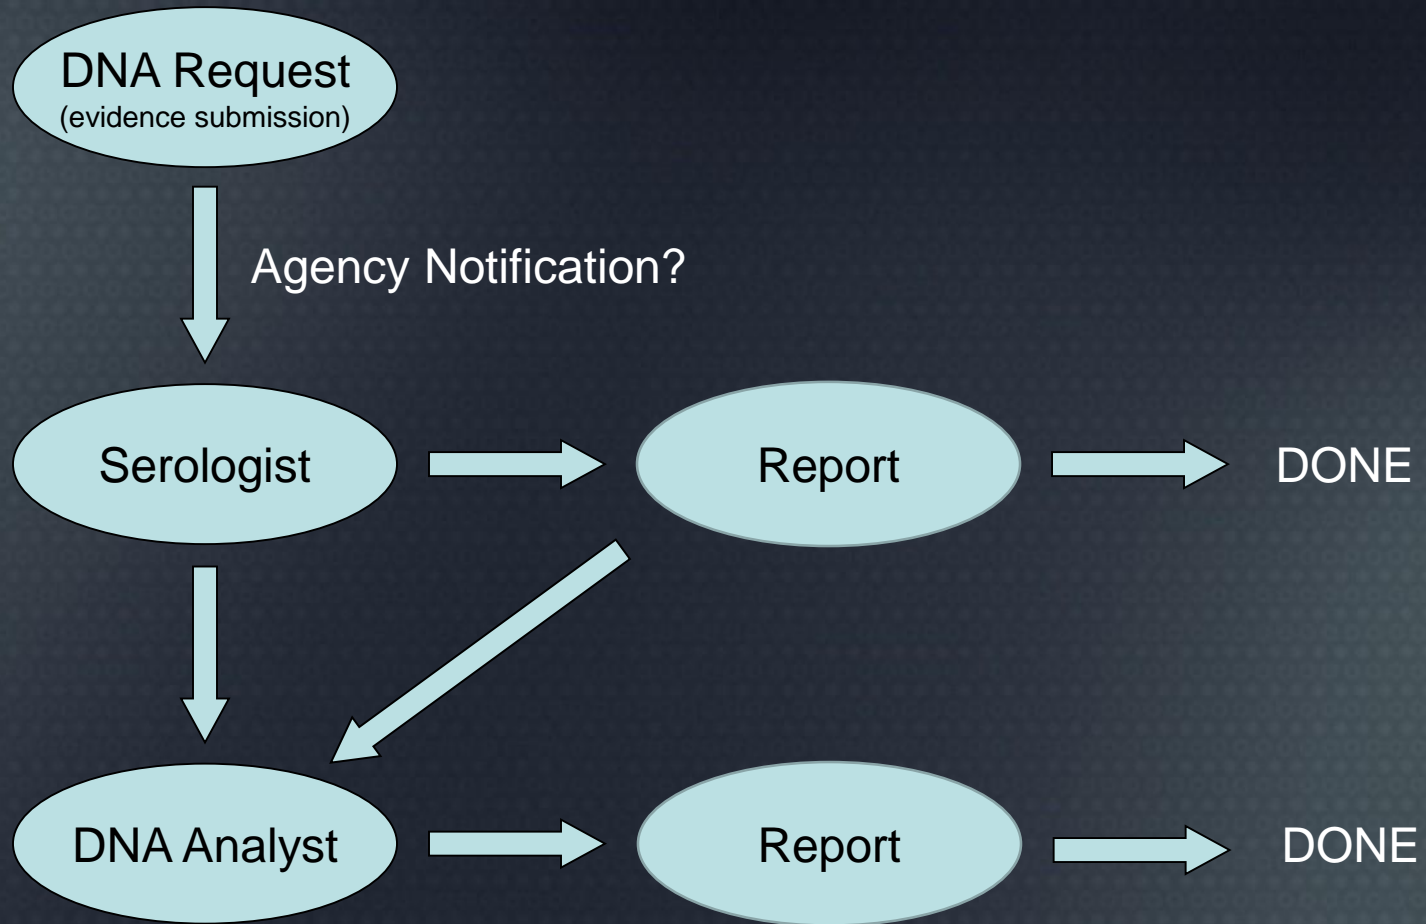 DNA Request
(evidence submission)
Agency Notification?
Serologist
Report
DONE
DNA Analyst
Report
DONE